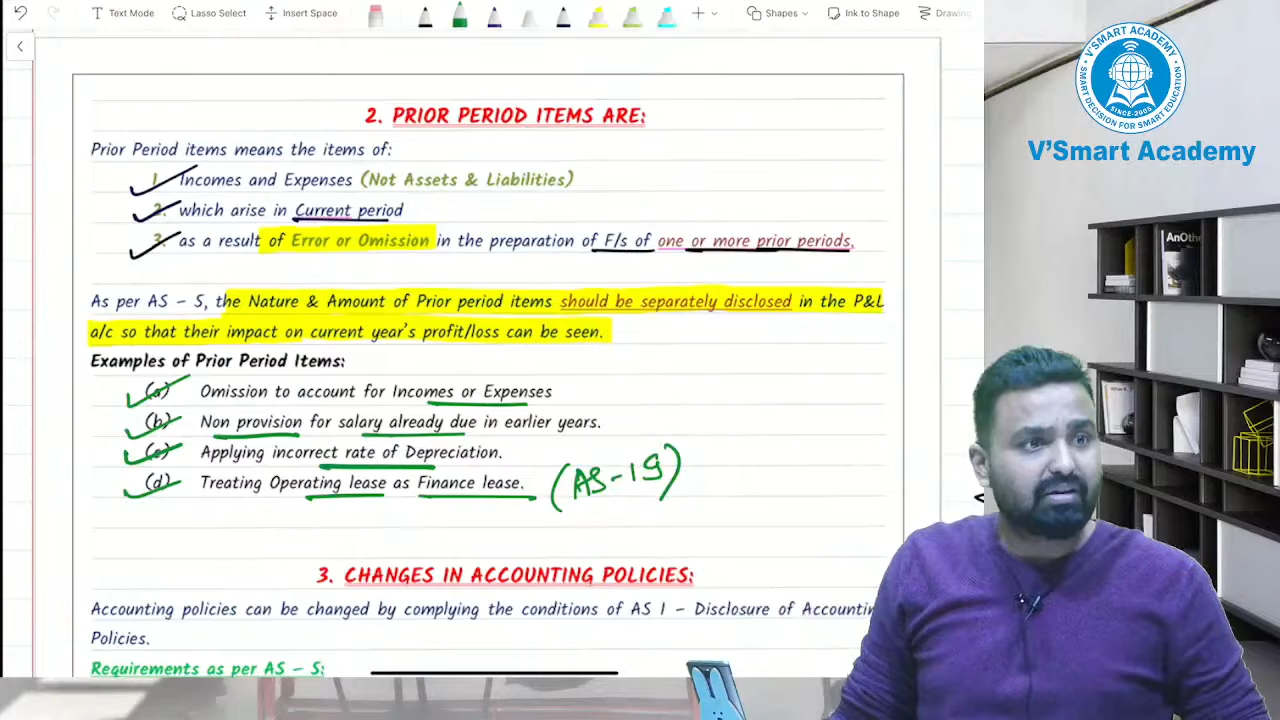 Text Mode Lasso Select Insert Space Shapes Ink to Shape Drawing
V'SMART ACADEMY
SMART DECISION FOR SMART EDUCATION
SINCE-2005
V'Smart Academy
AnOthe
2. PRIOR PERIOD ITEMS ARE:
Prior Period items means the items of:
1. Incomes and Expenses (Not Assets & Liabilities)
2. which arise in Current period
3. as a result of Error or Omission in the preparation of F/s of one or more prior periods,
As per AS – 5, the Nature & Amount of Prior period items should be separately disclosed in the P&L
a/c so that their impact on current year's profit/loss can be seen.
Examples of Prior Period Items:
(a) Omission to account for Incomes or Expenses
(b) Non provision for salary already due in earlier years.
(c) Applying incorrect rate of Depreciation.
(d) Treating Operating lease as Finance lease. (AS-19)
3. CHANGES IN ACCOUNTING POLICIES:
Accounting policies can be changed by complying the conditions of AS 1 – Disclosure of Accountin
Policies.
Requirements as per AS – 5: